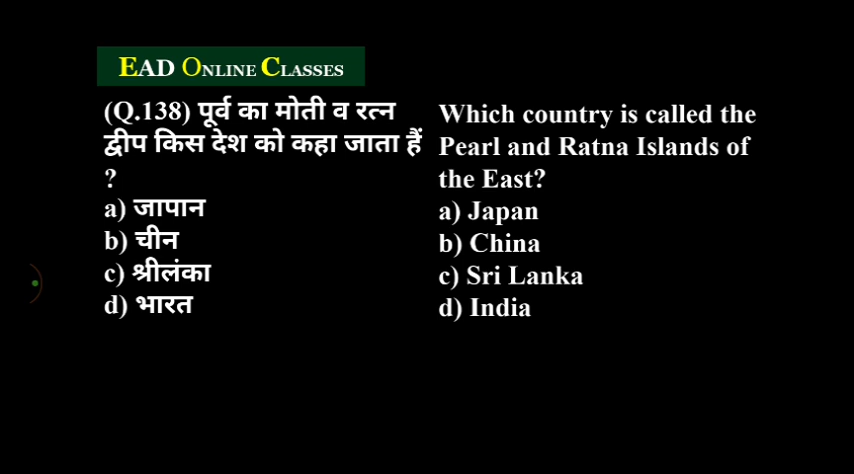 EAD ONLINE CLASSES
(Q.138) पूर्व का मोती व रत्न
द्वीप किस देश को कहा जाता हैं
?
a) जापान
b) चीन
c) श्रीलंका
d) भारत
Which country is called the
Pearl and Ratna Islands of
the East?
a) Japan
b) China
c) Sri Lanka
d) India